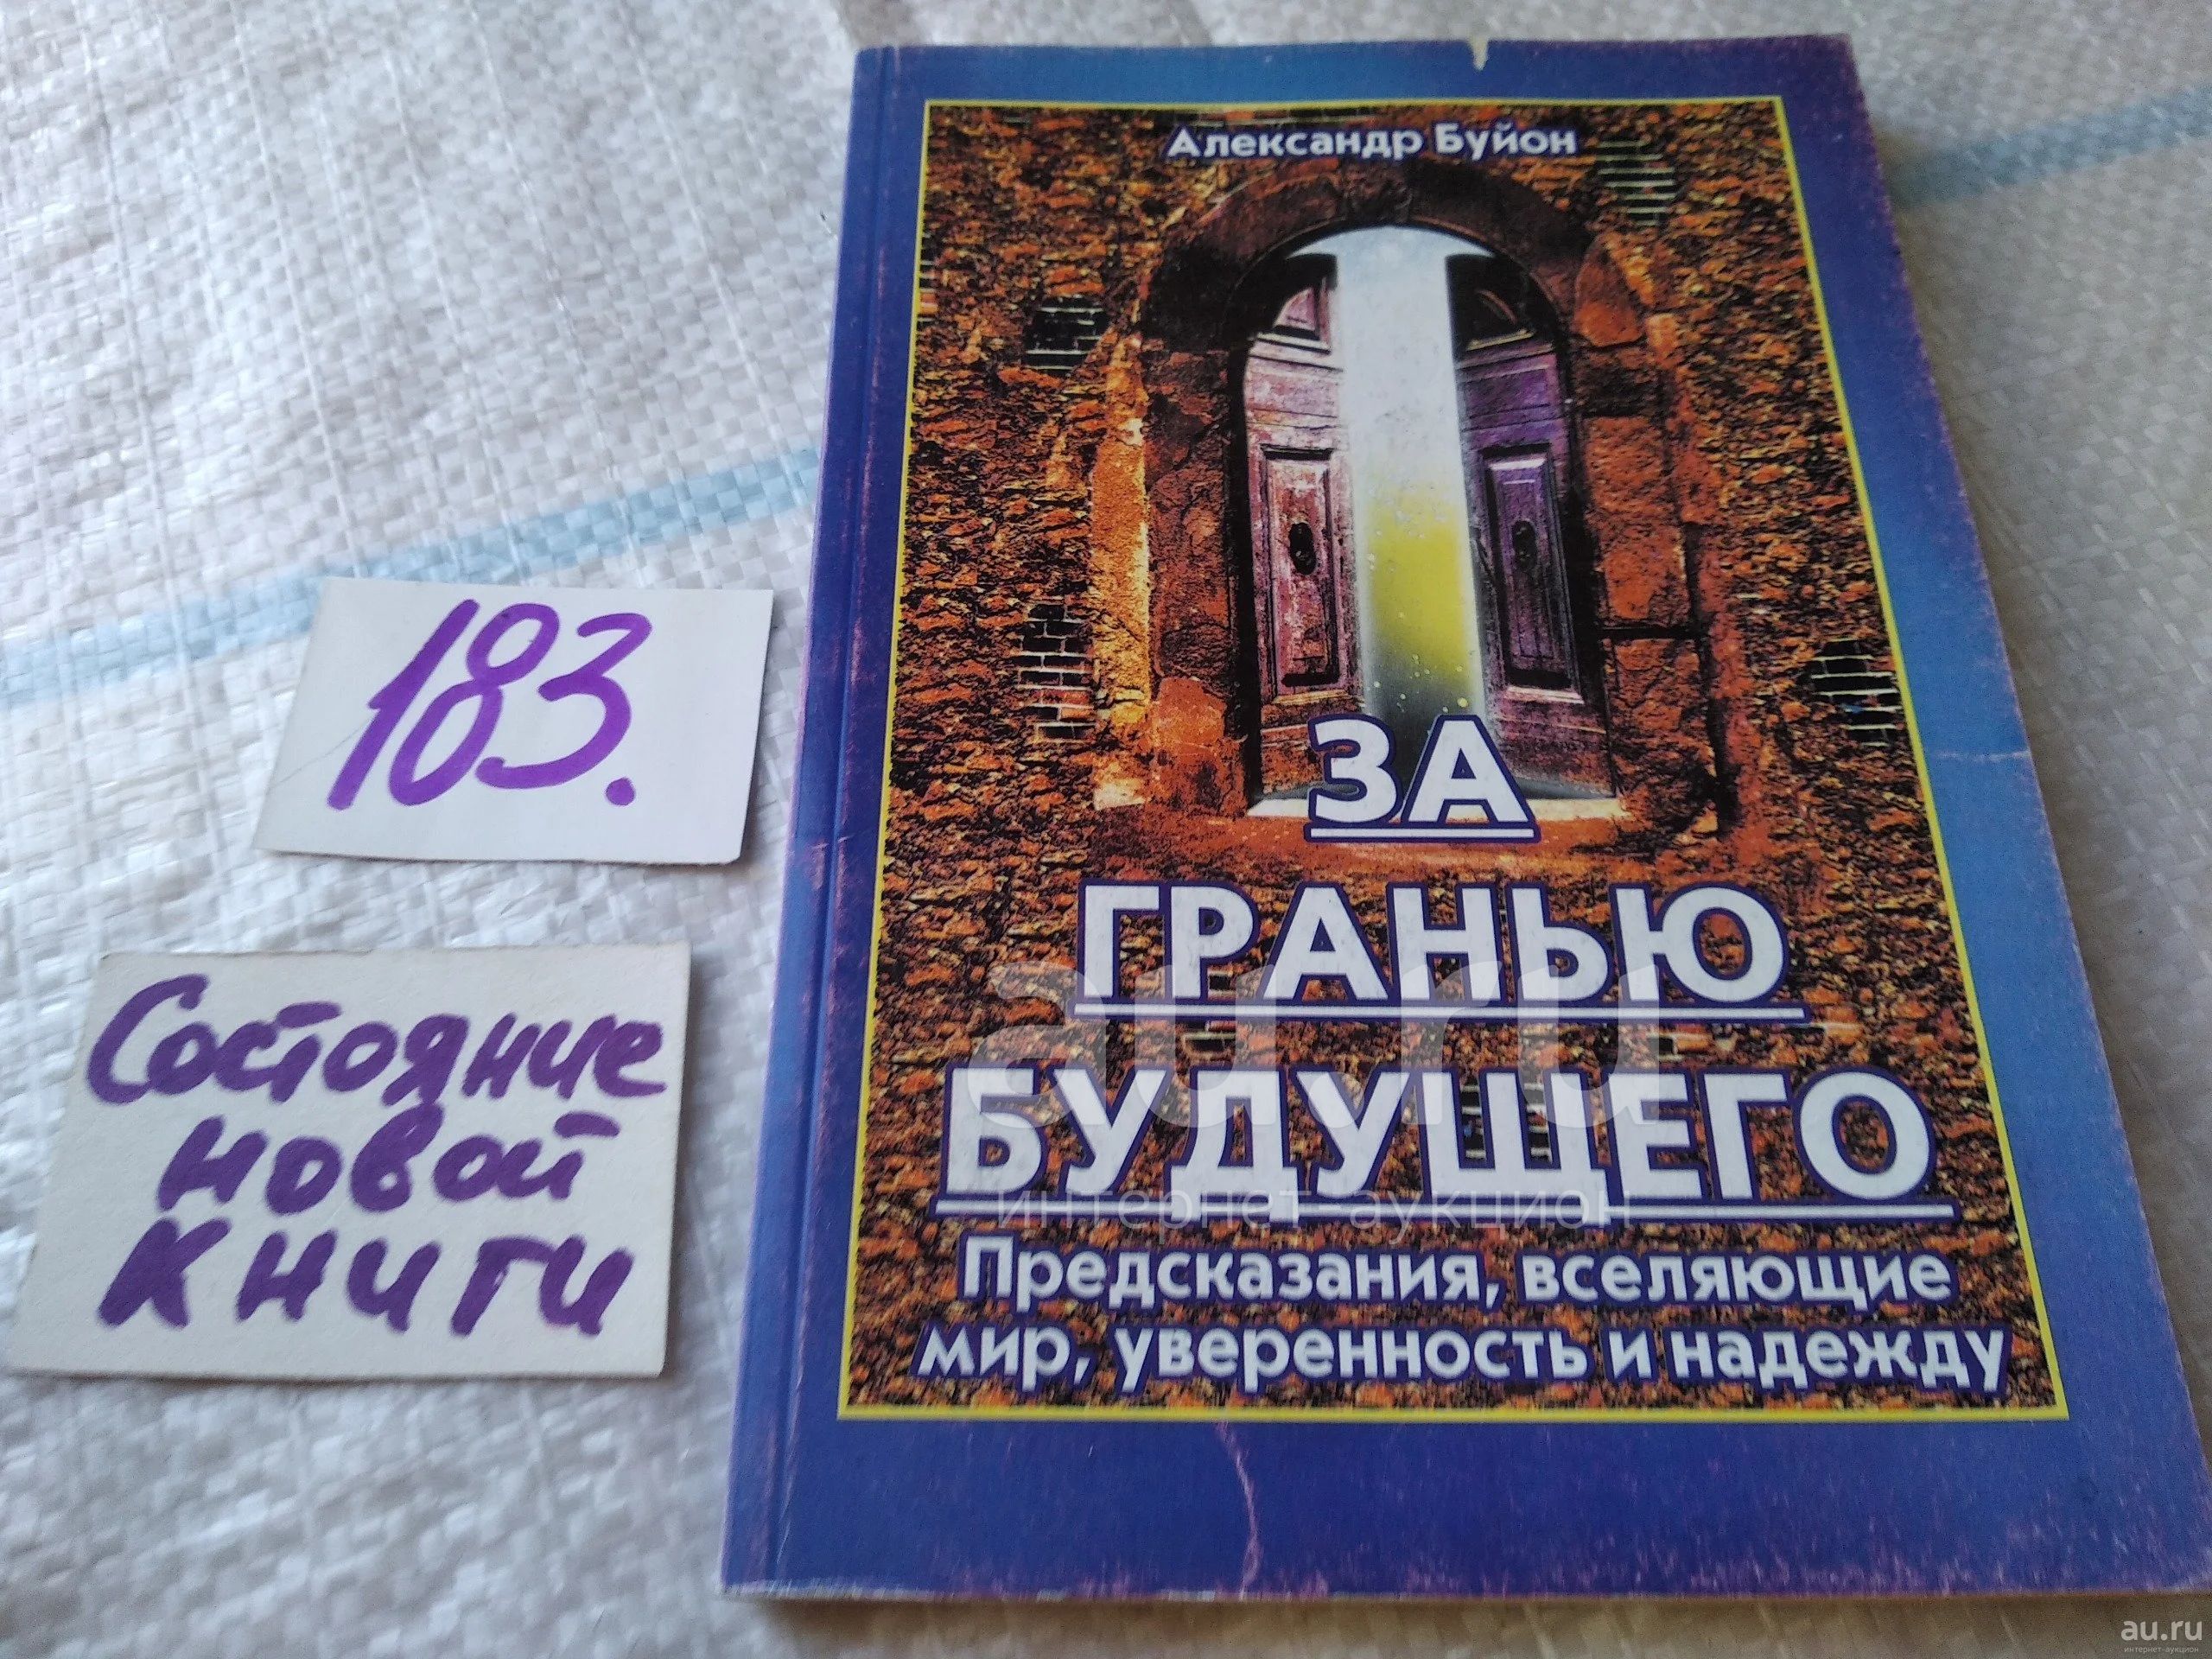 183.
Состояние
новой
книги
Александр Буйон
ЗА
ГРАНЬЮ
БУДУЩЕГО
Предсказания, вселяющие
мир, уверенность и надежду
au.ru
интернет-аукцион
au.ru
интернет-аукцион